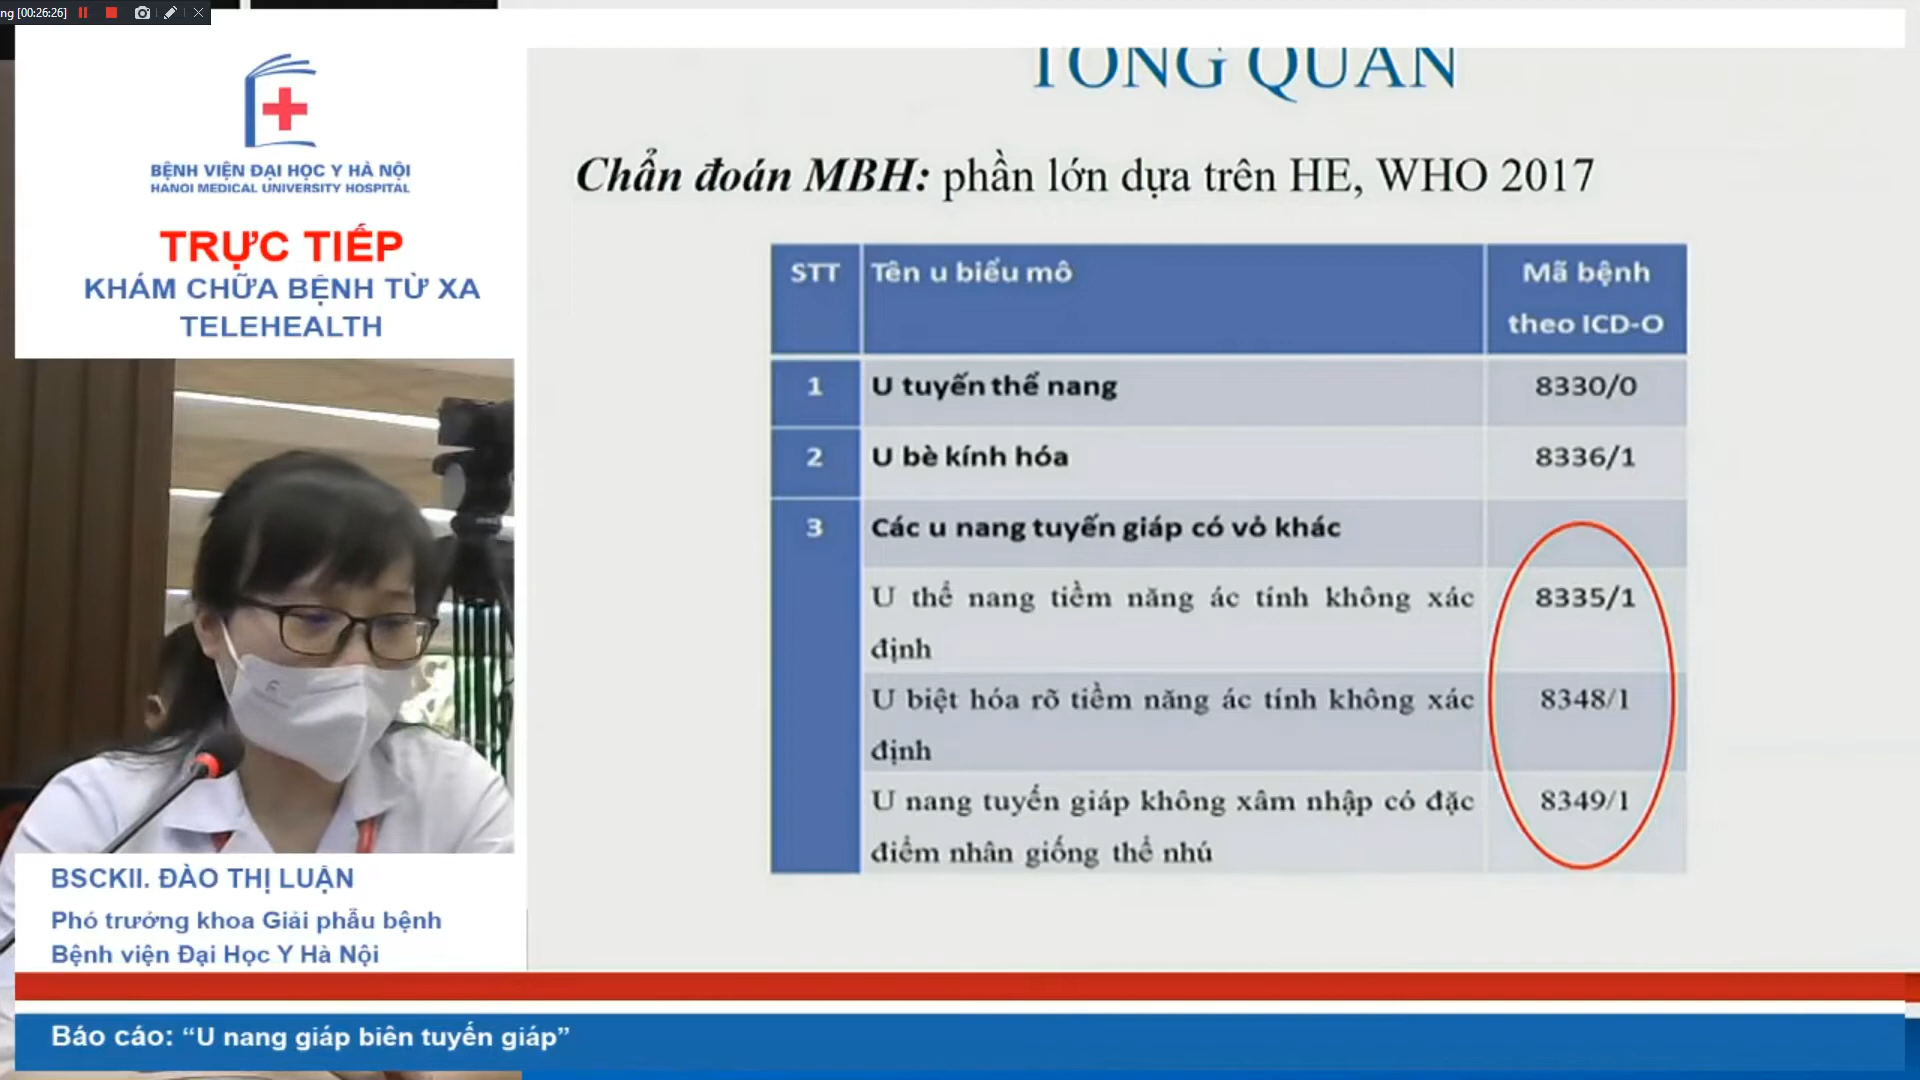 ng [00:26:26]
BỆNH VIỆN ĐẠI HỌC Y HÀ NỘI
HANOI MEDICAL UNIVERSITY HOSPITAL
TRỰC TIẾP
KHÁM CHỮA BỆNH TỪ XA
TELEHEALTH
BSCKII. ĐÀO THỊ LUẬN
Phó trưởng khoa Giải phẫu bệnh
Bệnh viện Đại Học Y Hà Nội
TỔNG QUAN
Chẩn đoán MBH: phần lớn dựa trên HE, WHO 2017
STT Tên u biểu mô Mã bệnh
theo ICD-O
1 U tuyến thể nang 8330/0
2 U bè kính hóa 8336/1
3 Các u nang tuyến giáp có vỏ khác
U thể nang tiềm năng ác tính không xác 8335/1
định
U biệt hóa rõ tiềm năng ác tính không xác 8348/1
định
U nang tuyến giáp không xâm nhập có đặc 8349/1
điểm nhân giống thể nhú
Báo cáo: “U nang giáp biên tuyến giáp”